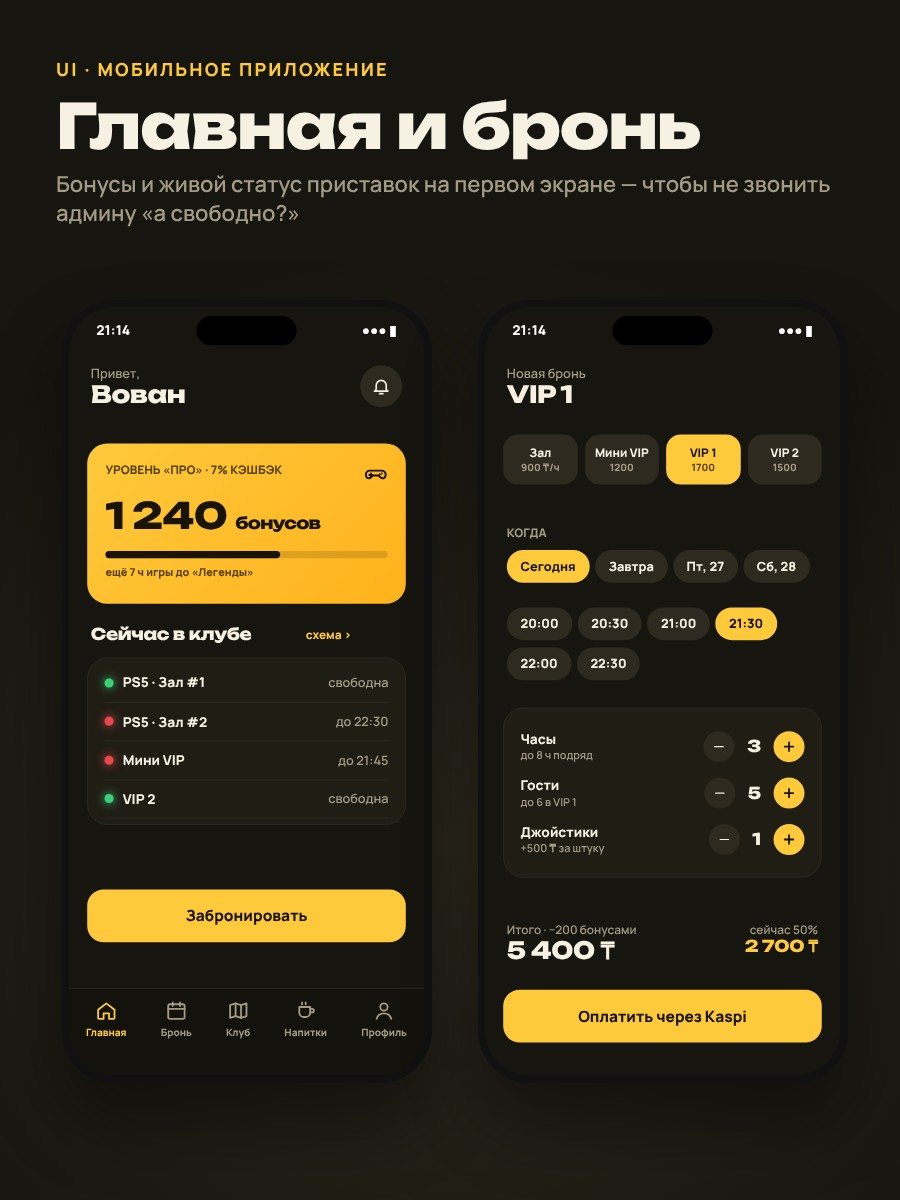 UI · МОБИЛЬНОЕ ПРИЛОЖЕНИЕ
Главная и бронь
Бонусы и живой статус приставок на первом экране — чтобы не звонить
админу «а свободно?»
21:14
Привет,
Вован
УРОВЕНЬ «ПРО» · 7% КЭШБЭК
1 240 бонусов
ещё 7 ч игры до «Легенды»
Сейчас в клубе
схема ›
PS5 · Зал #1 свободна
PS5 · Зал #2 до 22:30
Мини VIP до 21:45
VIP 2 свободна
Забронировать
Главная Бронь Клуб Напитки Профиль
21:14
Новая бронь
VIP 1
Зал Мини VIP VIP 1 VIP 2
900 ₸/ч 1200 1700 1500
КОГДА
Сегодня Завтра Пт, 27 Сб, 28
20:00 20:30 21:00 21:30
22:00 22:30
Часы
до 8 ч подряд
− 3 +
Гости
до 6 в VIP 1
− 5 +
Джойстики
+500 ₸ за штуку
− 1 +
Итого · −200 бонусами сейчас 50%
5 400 ₸ 2 700 ₸
Оплатить через Kaspi